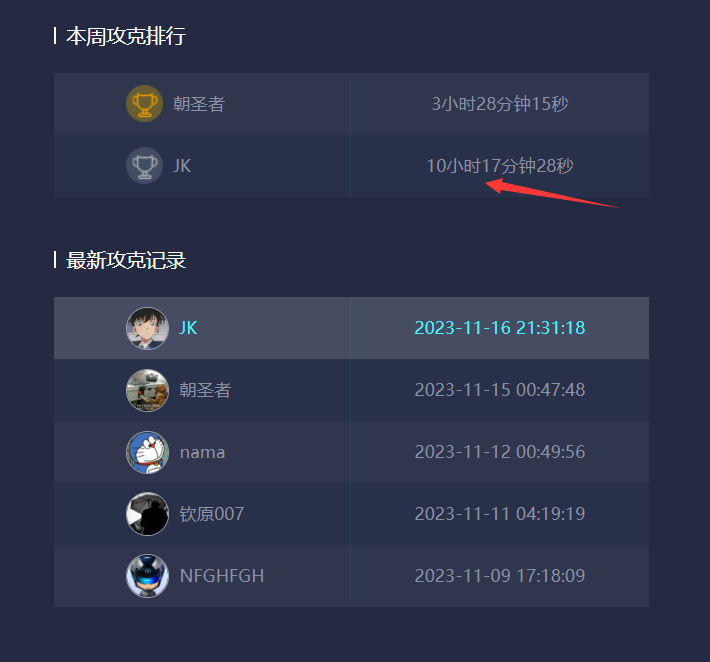 本周攻克排行
朝圣者 3小时28分钟15秒
JK 10小时17分钟28秒
最新攻克记录
JK 2023-11-16 21:31:18
朝圣者 2023-11-15 00:47:48
nama 2023-11-12 00:49:56
钦原007 2023-11-11 04:19:19
NFGHFGH 2023-11-09 17:18:09